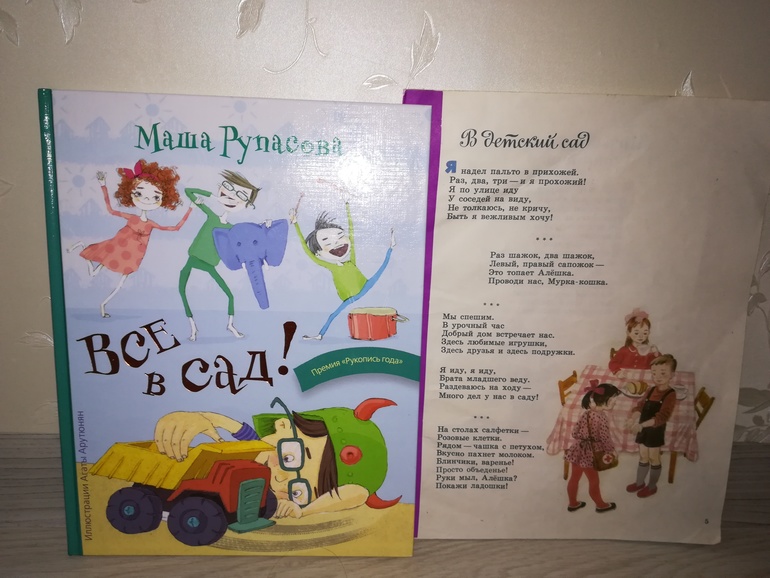 Маша Рупасова
ВСЕ
в сад!
Премия «Рукопись года»
Иллюстрации Агаты Арутюнян
В детский сад
Я надел пальто в прихожей.
Раз, два, три — и я прохожий!
Я по улице иду
У соседей на виду,
Не толкаюсь, не кричу,
Быть я вежливым хочу!
* * *
Раз шажок, два шажок,
Левый, правый сапожок —
Это топает Алёшка.
Проводи нас, Мурка-кошка.
* * *
Мы спешим.
В урочный час
Добрый дом встречает нас.
Здесь любимые игрушки,
Здесь друзья и здесь подружки.
Я иду, я иду,
Брата младшего веду.
Раздеваюсь на ходу —
Много дел у нас в саду!
* * *
На столах салфетки —
Розовые клетки.
Рядом — чашка с петухом,
Вкусно пахнет молоком.
Блинчики, варенье!
Просто объеденье!
Руки мыл, Алёшка?
Покажи ладошки!